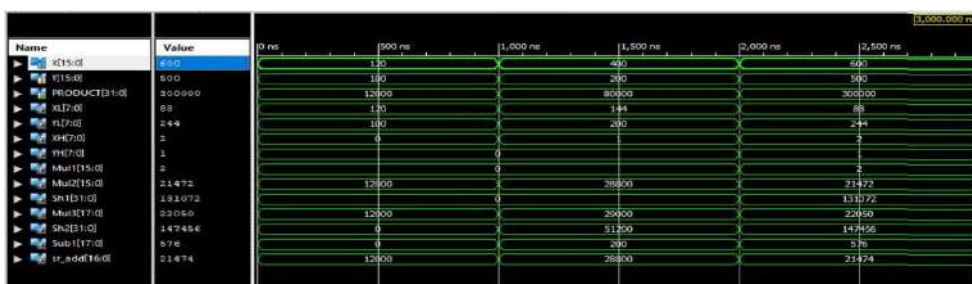 3,000.000 n
Name Value 0 ns 500 ns 1,000 ns 1,500 ns 2,000 ns 2,500 ns
X[15:0] 600 120 400 600
Y[15:0] 500 100 200 500
PRODUCT[31:0] 300000 12000 80000 300000
XL[7:0] 88 120 144 88
YL[7:0] 244 100 200 244
XH[7:0] 2 0 1 2
YH[7:0] 1 0 1
Mul1[15:0] 2 0 2
Mul2[15:0] 21472 12000 28800 21472
Sh1[31:0] 131072 0 131072
Mul3[17:0] 22050 12000 29000 22050
Sh2[31:0] 147456 0 51200 147456
Sub1[17:0] 576 0 200 576
sr_add[16:0] 21474 12000 28800 21474